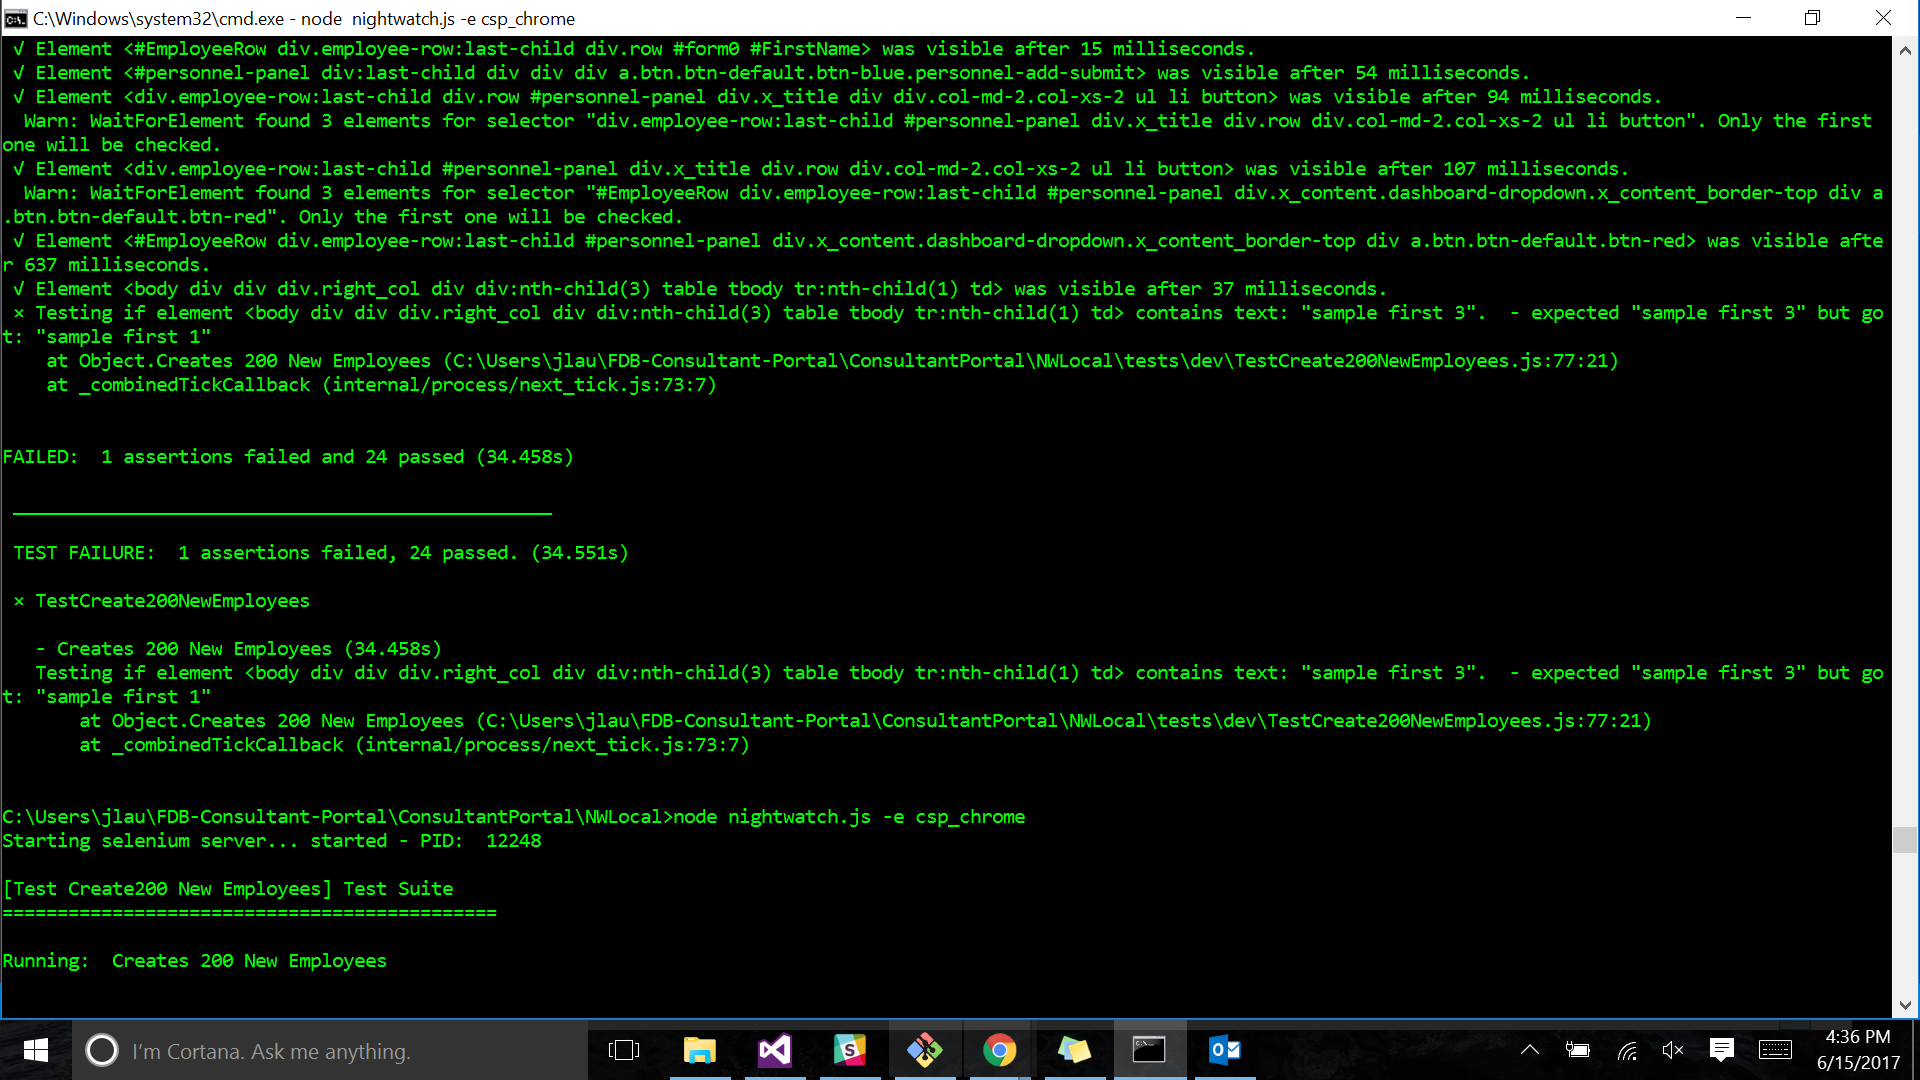 C:\Windows\system32\cmd.exe - node  nightwatch.js -e csp_chrome
√ Element <#EmployeeRow div.employee-row:last-child div.row #form0 #FirstName> was visible after 15 milliseconds.
√ Element <#personnel-panel div:last-child div div div a.btn.btn-default.btn-blue.personnel-add-submit> was visible after 54 milliseconds.
√ Element <div.employee-row:last-child div.row #personnel-panel div.x_title div div.col-md-2.col-xs-2 ul li button> was visible after 94 milliseconds.
Warn: WaitForElement found 3 elements for selector "div.employee-row:last-child #personnel-panel div.x_title div.row div.col-md-2.col-xs-2 ul li button". Only the first
one will be checked.
√ Element <div.employee-row:last-child #personnel-panel div.x_title div.row div.col-md-2.col-xs-2 ul li button> was visible after 107 milliseconds.
Warn: WaitForElement found 3 elements for selector "#EmployeeRow div.employee-row:last-child #personnel-panel div.x_content.dashboard-dropdown.x_content_border-top div a
.btn.btn-default.btn-red". Only the first one will be checked.
√ Element <#EmployeeRow div.employee-row:last-child #personnel-panel div.x_content.dashboard-dropdown.x_content_border-top div a.btn.btn-default.btn-red> was visible afte
r 637 milliseconds.
√ Element <body div div div.right_col div div:nth-child(3) table tbody tr:nth-child(1) td> was visible after 37 milliseconds.
× Testing if element <body div div div.right_col div div:nth-child(3) table tbody tr:nth-child(1) td> contains text: "sample first 3".  - expected "sample first 3" but go
t: "sample first 1"
at Object.Creates 200 New Employees (C:\Users\jlau\FDB-Consultant-Portal\ConsultantPortal\NWLocal\tests\dev\TestCreate200NewEmployees.js:77:21)
at _combinedTickCallback (internal/process/next_tick.js:73:7)
FAILED:  1 assertions failed and 24 passed (34.458s)
_________________________________________________
TEST FAILURE:  1 assertions failed, 24 passed. (34.551s)
× TestCreate200NewEmployees
- Creates 200 New Employees (34.458s)
Testing if element <body div div div.right_col div div:nth-child(3) table tbody tr:nth-child(1) td> contains text: "sample first 3".  - expected "sample first 3" but go
t: "sample first 1"
at Object.Creates 200 New Employees (C:\Users\jlau\FDB-Consultant-Portal\ConsultantPortal\NWLocal\tests\dev\TestCreate200NewEmployees.js:77:21)
at _combinedTickCallback (internal/process/next_tick.js:73:7)
C:\Users\jlau\FDB-Consultant-Portal\ConsultantPortal\NWLocal>node nightwatch.js -e csp_chrome
Starting selenium server... started - PID:  12248
[Test Create200 New Employees] Test Suite
=============================================
Running:  Creates 200 New Employees
I'm Cortana. Ask me anything.
4:36 PM
6/15/2017